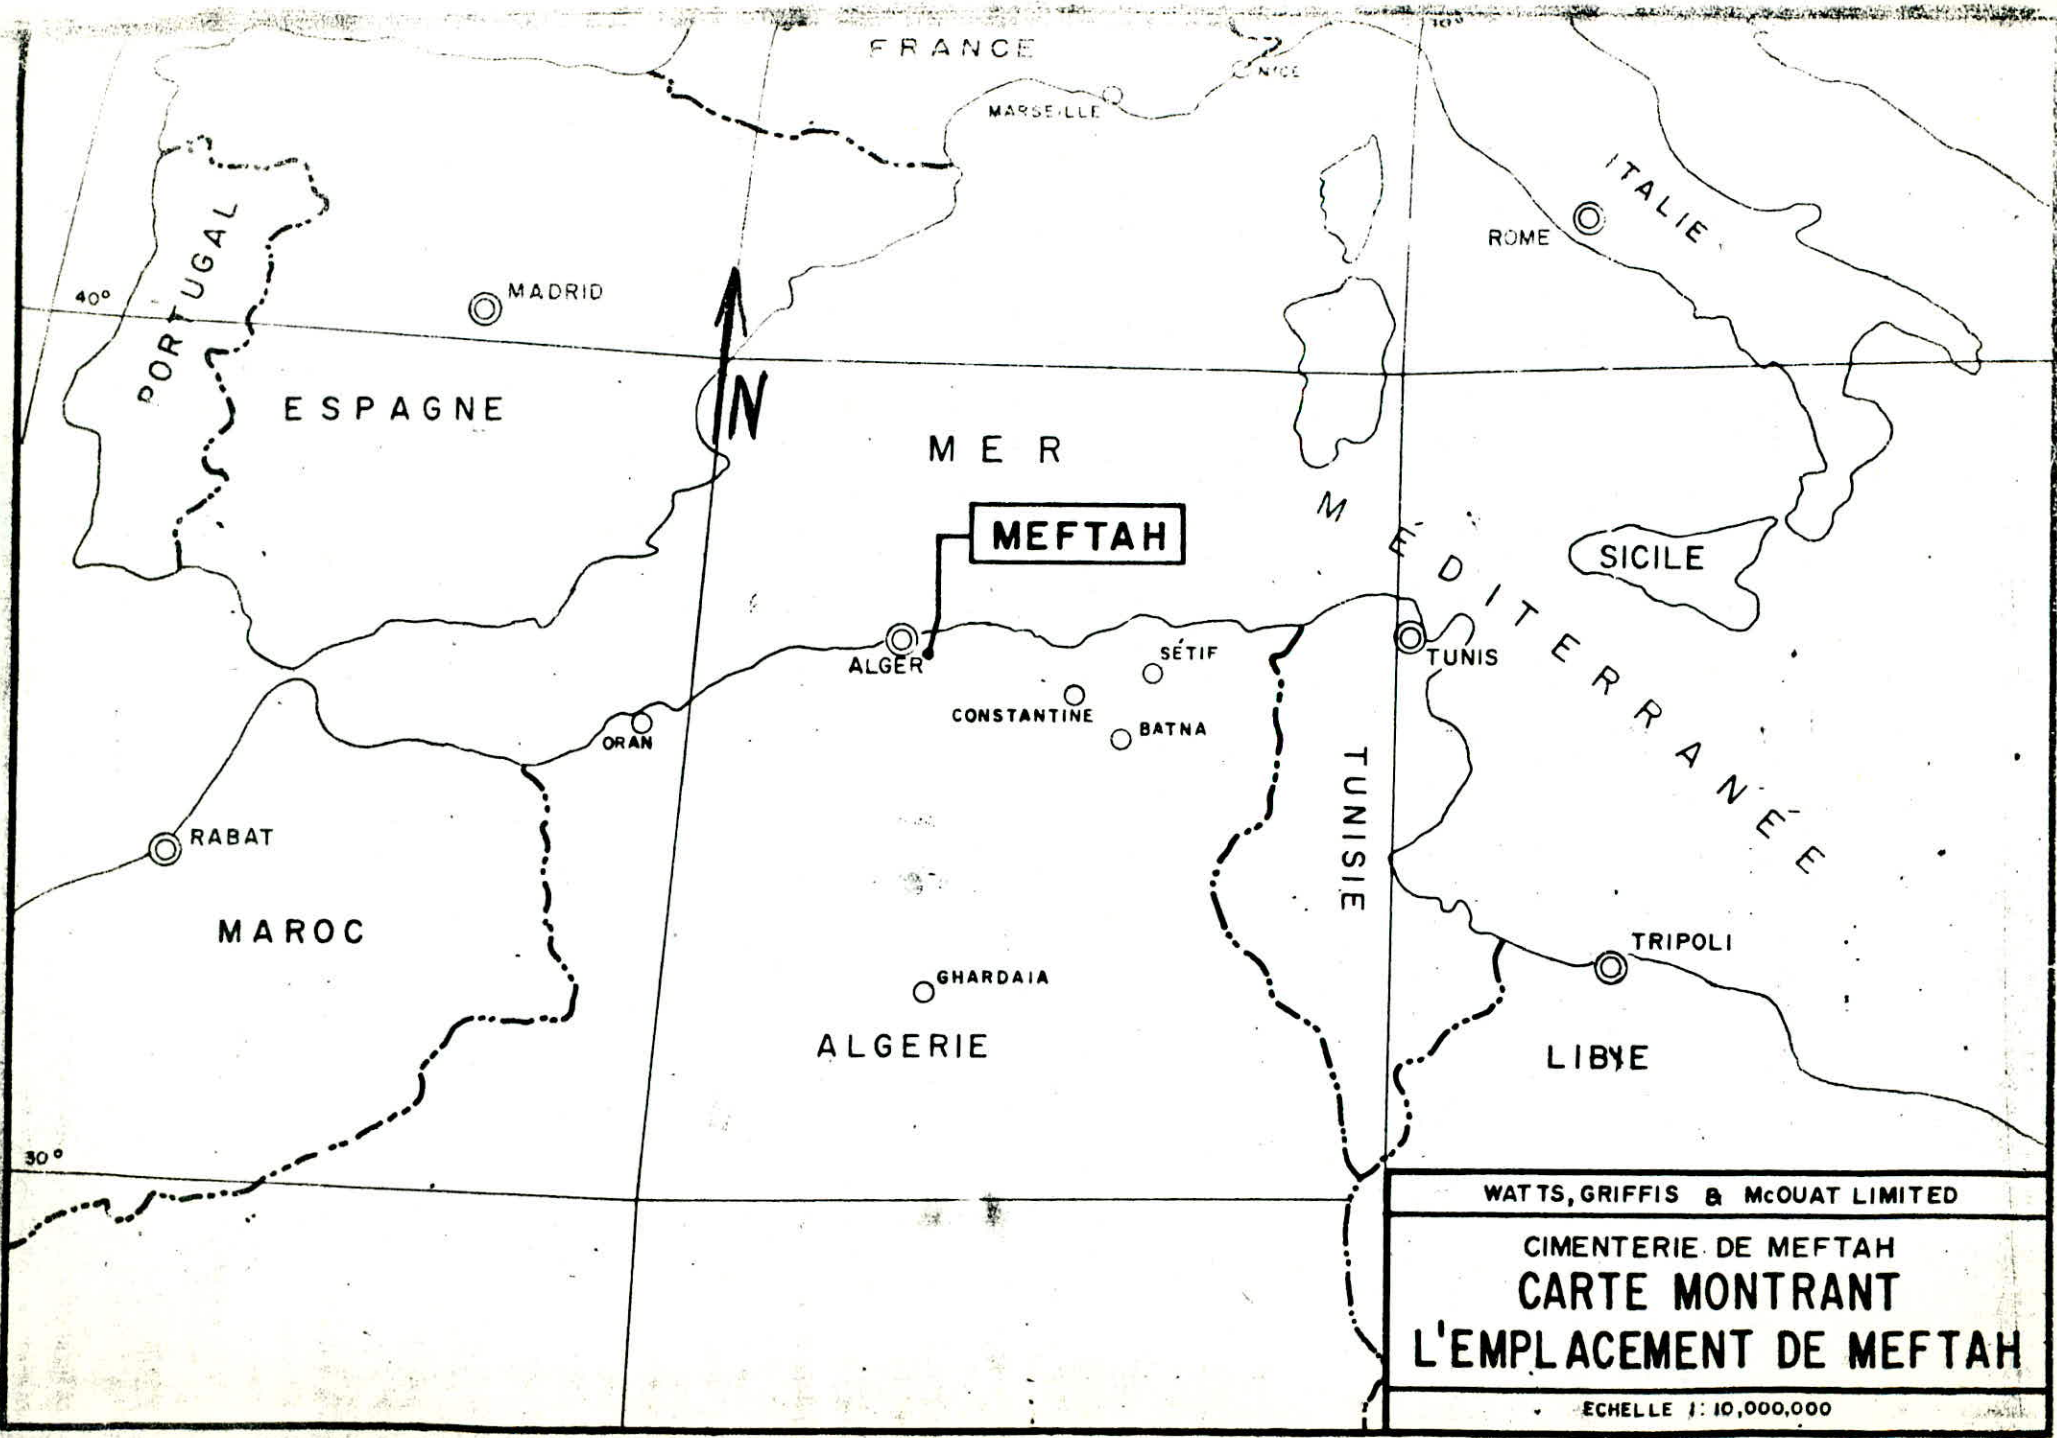 FRANCE
10°
NICE
MARSEILLE
ITALIE
ROME
PORTUGAL
40°
MADRID
N
ESPAGNE
MER
MÉDITERRANÉE
MEFTAH
SICILE
ALGER
SÉTIF
TUNIS
CONSTANTINE
BATNA
ORAN
TUNISIE
RABAT
MAROC
TRIPOLI
GHARDAIA
ALGERIE
LIBYE
30°
WATTS, GRIFFIS & McOUAT LIMITED
CIMENTERIE DE MEFTAH
CARTE MONTRANT
L'EMPLACEMENT DE MEFTAH
ECHELLE 1:10,000,000